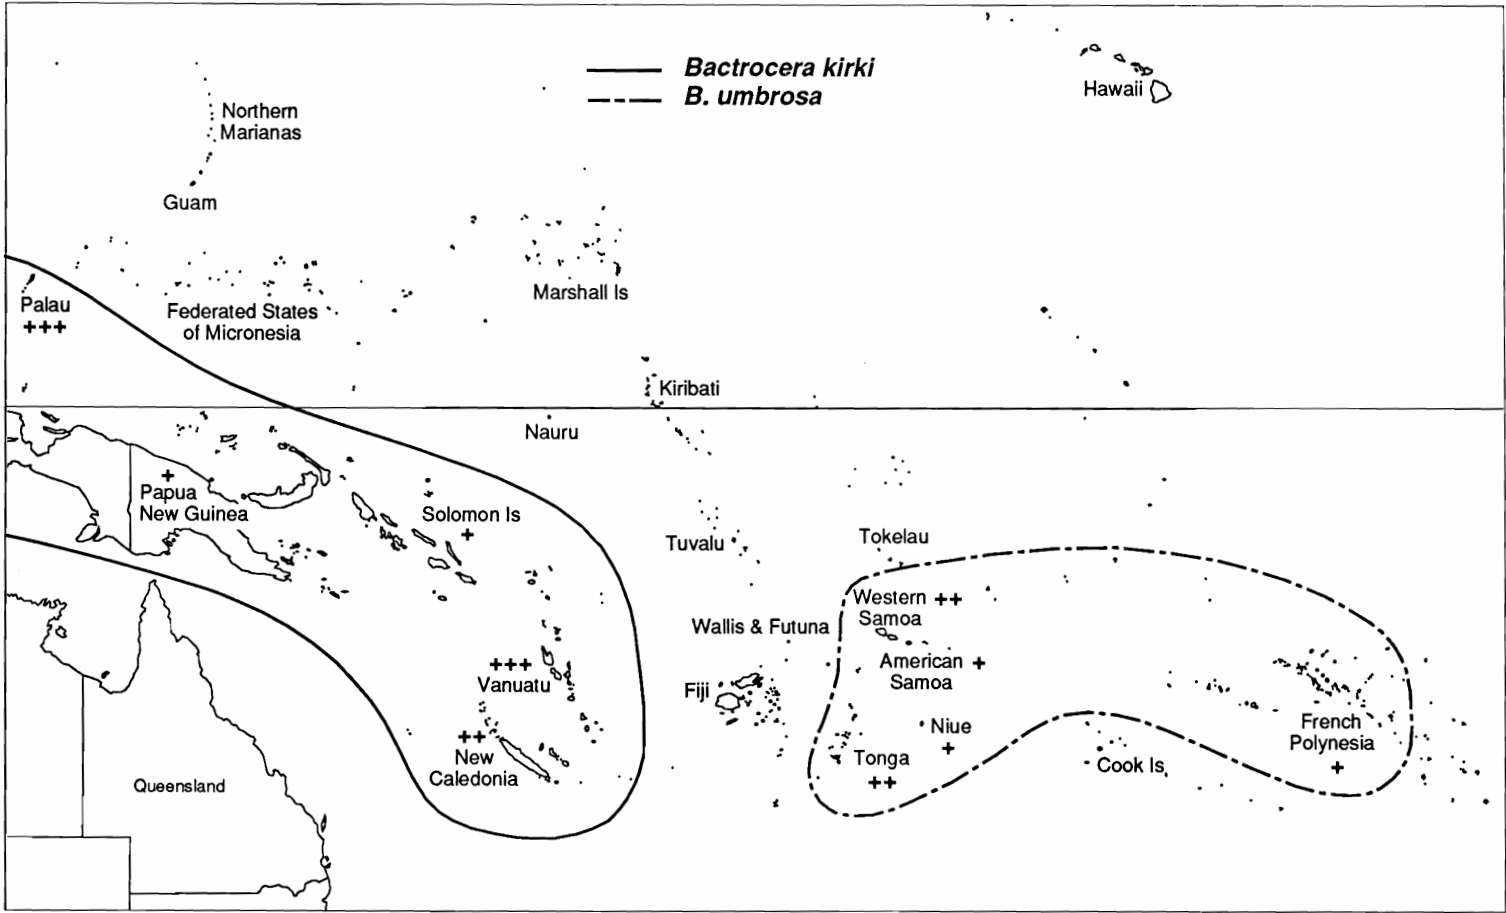 Bactrocera kirki
B. umbrosa
Hawaii
Northern
Marianas
Guam
Marshall Is
Palau
+++
Federated States
of Micronesia
Kiribati
Nauru
+
Papua
New Guinea
Solomon Is
+
Tuvalu
Tokelau
Western ++
Samoa
Wallis & Futuna
American +
Samoa
+++
Vanuatu
Fiji
Niue
+
French
Polynesia
+
++
New
Caledonia
Tonga
++
Cook Is
Queensland